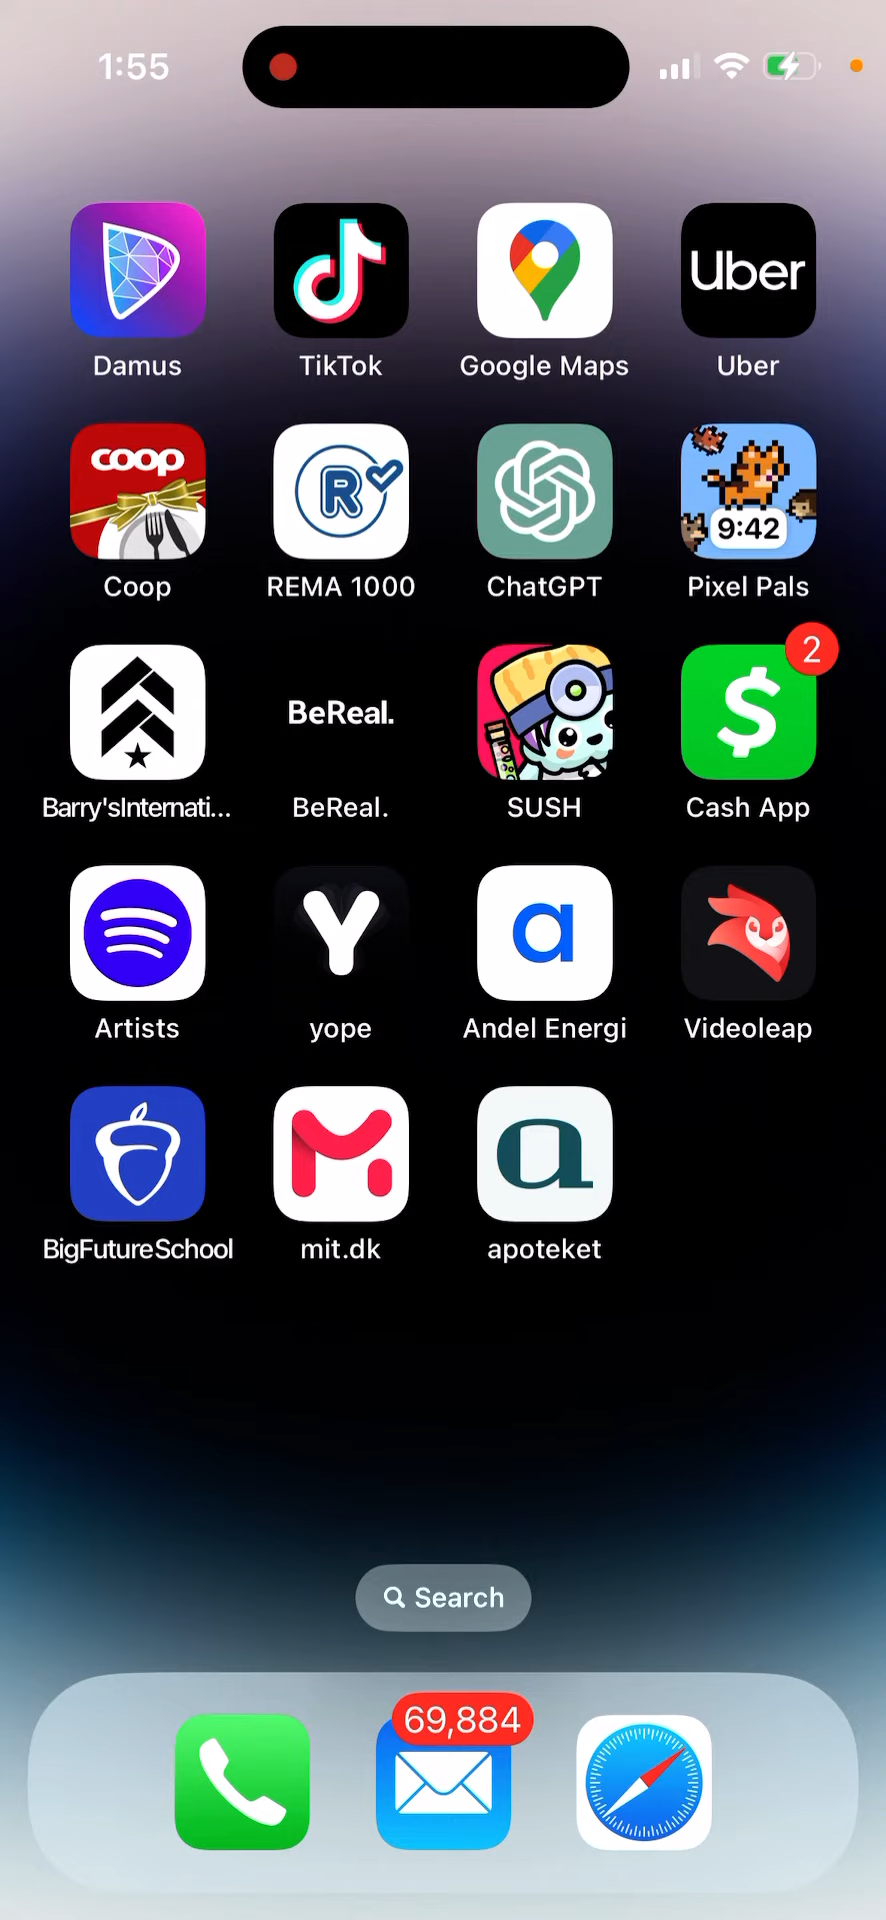 1:55
Uber
Damus
TikTok
Google Maps
Uber
coop
R
9:42
Coop
REMA 1000
ChatGPT
Pixel Pals
2
BeReal.
$
Barry'sInternati...
BeReal.
SUSH
Cash App
Y
a
Artists
yope
Andel Energi
Videoleap
a
BigFutureSchool
mit.dk
apoteket
Search
69,884